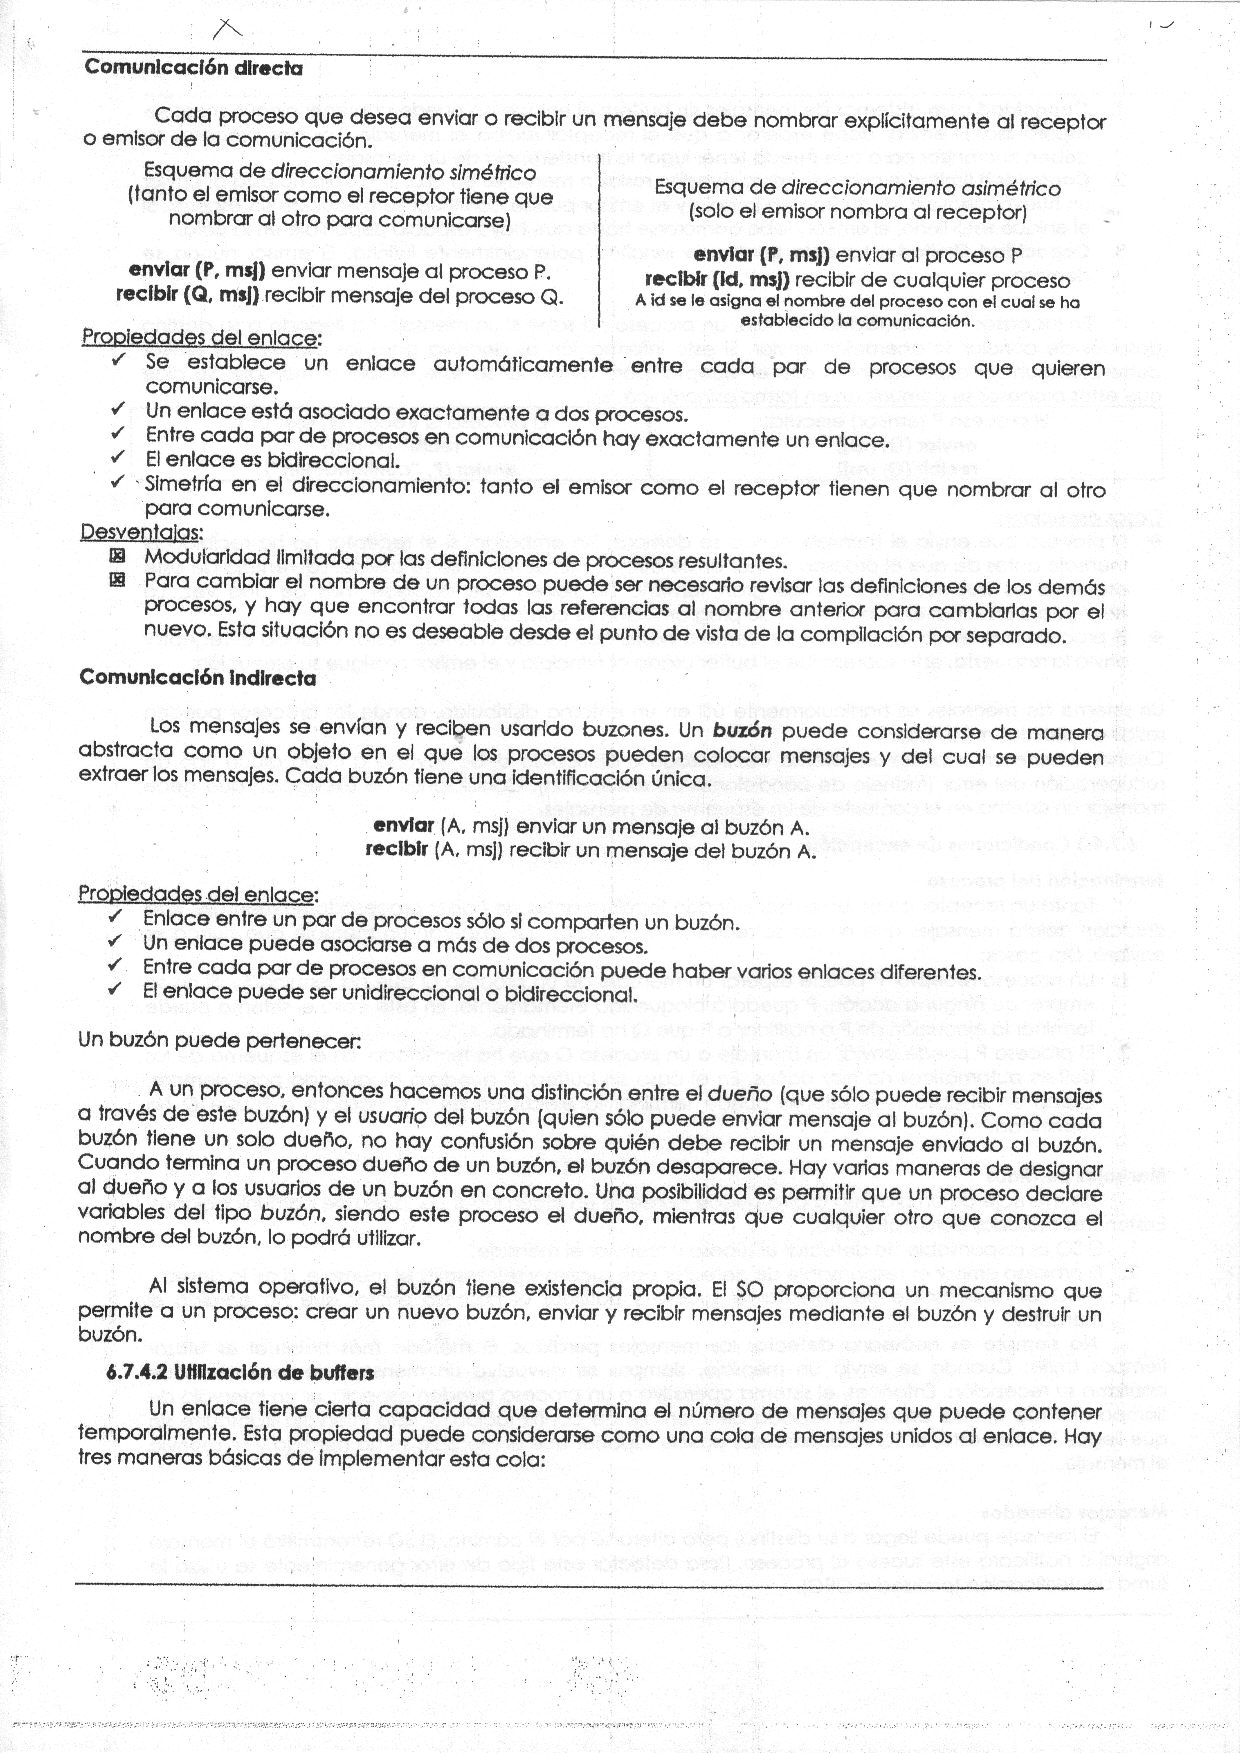 Comunicación directa
Cada proceso que desea enviar o recibir un mensaje debe nombrar explícitamente al receptor
o emisor de la comunicación.
Esquema de direccionamiento simétrico
(tanto el emisor como el receptor tiene que
nombrar al otro para comunicarse)
enviar (P, msj) enviar mensaje al proceso P.
recibir (Q, msj) recibir mensaje del proceso Q.
Esquema de direccionamiento asimétrico
(solo el emisor nombra al receptor)
enviar (P, msj) enviar al proceso P
recibir (id, msj) recibir de cualquier proceso
A id se le asigna el nombre del proceso con el cual se ha
establecido la comunicación.
Propiedades del enlace:
✓ Se establece un enlace automáticamente entre cada par de procesos que quieren
comunicarse.
✓ Un enlace está asociado exactamente a dos procesos.
✓ Entre cada par de procesos en comunicación hay exactamente un enlace.
✓ El enlace es bidireccional.
✓ Simetría en el direccionamiento: tanto el emisor como el receptor tienen que nombrar al otro
para comunicarse.
Desventajas:
☒ Modularidad limitada por las definiciones de procesos resultantes.
☒ Para cambiar el nombre de un proceso puede ser necesario revisar las definiciones de los demás
procesos, y hay que encontrar todas las referencias al nombre anterior para cambiarlas por el
nuevo. Esta situación no es deseable desde el punto de vista de la compilación por separado.
Comunicación indirecta
Los mensajes se envían y reciben usando buzones. Un buzón puede considerarse de manera
abstracta como un objeto en el que los procesos pueden colocar mensajes y del cual se pueden
extraer los mensajes. Cada buzón tiene una identificación única.
enviar (A, msj) enviar un mensaje al buzón A.
recibir (A, msj) recibir un mensaje del buzón A.
Propiedades del enlace:
✓ Enlace entre un par de procesos sólo si comparten un buzón.
✓ Un enlace puede asociarse a más de dos procesos.
✓ Entre cada par de procesos en comunicación puede haber varios enlaces diferentes.
✓ El enlace puede ser unidireccional o bidireccional.
Un buzón puede pertenecer:
A un proceso, entonces hacemos una distinción entre el dueño (que sólo puede recibir mensajes
a través de este buzón) y el usuario del buzón (quien sólo puede enviar mensaje al buzón). Como cada
buzón tiene un solo dueño, no hay confusión sobre quién debe recibir un mensaje enviado al buzón.
Cuando termina un proceso dueño de un buzón, el buzón desaparece. Hay varias maneras de designar
al dueño y a los usuarios de un buzón en concreto. Una posibilidad es permitir que un proceso declare
variables del tipo buzón, siendo este proceso el dueño, mientras que cualquier otro que conozca el
nombre del buzón, lo podrá utilizar.
Al sistema operativo, el buzón tiene existencia propia. El SO proporciona un mecanismo que
permite a un proceso: crear un nuevo buzón, enviar y recibir mensajes mediante el buzón y destruir un
buzón.
6.7.4.2 Utilización de buffers
Un enlace tiene cierta capacidad que determina el número de mensajes que puede contener
temporalmente. Esta propiedad puede considerarse como una cola de mensajes unidos al enlace. Hay
tres maneras básicas de implementar esta cola: